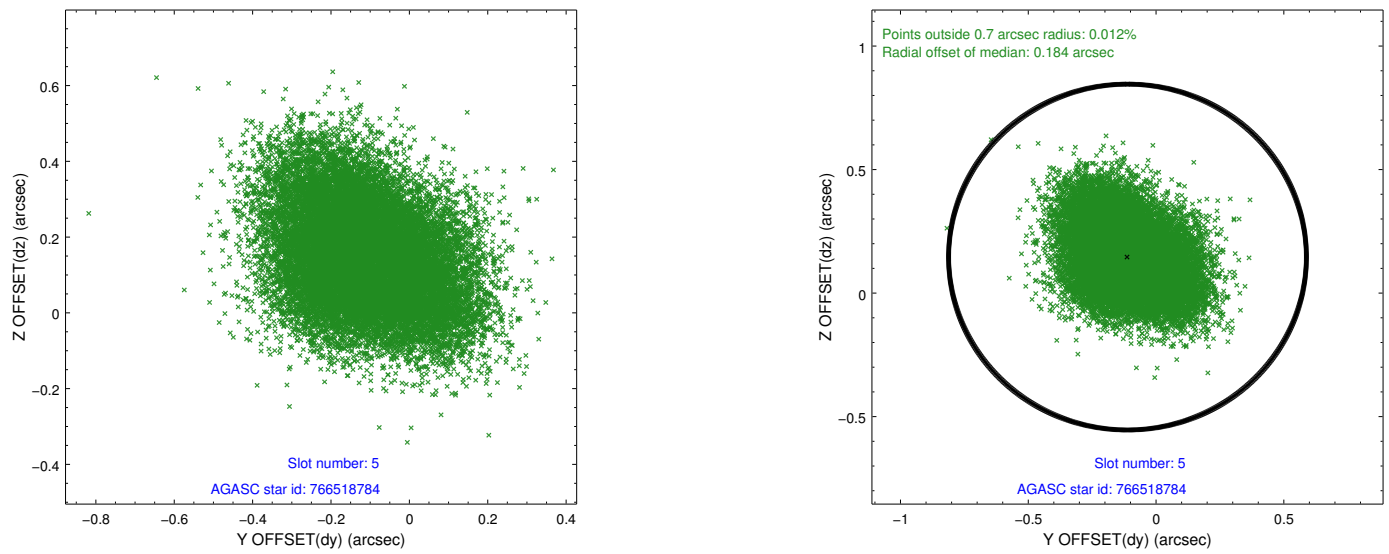 0.6
0.4
0.2
0
−0.2
−0.4
Z OFFSET(dz) (arcsec)
Slot number: 5
AGASC star id: 766518784
−0.8
−0.6
−0.4
−0.2
0
0.2
0.4
Y OFFSET(dy) (arcsec)
Points outside 0.7 arcsec radius: 0.012%
Radial offset of median: 0.184 arcsec
1
0.5
0
−0.5
Z OFFSET(dz) (arcsec)
Slot number: 5
AGASC star id: 766518784
−1
−0.5
0
0.5
Y OFFSET(dy) (arcsec)